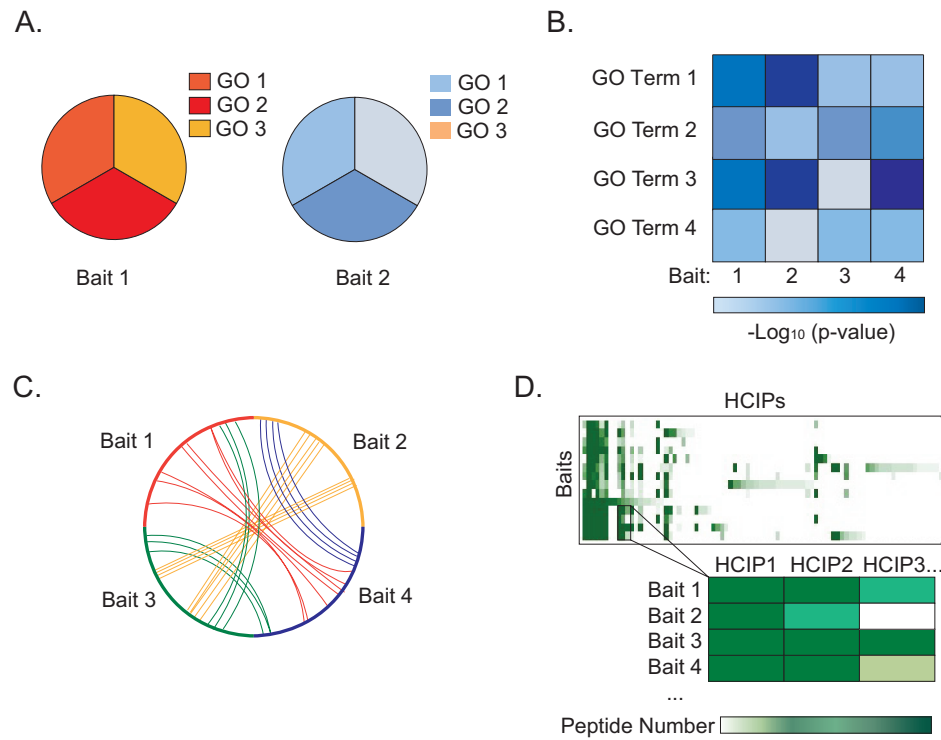 A.
GO 1
GO 2
GO 3
Bait 1
GO 1
GO 2
GO 3
Bait 2
B.
GO Term 1
GO Term 2
GO Term 3
GO Term 4
Bait: 1 2 3 4
-Log₁₀ (p-value)
C.
Bait 1
Bait 2
Bait 3
Bait 4
D.
HCIPs
Baits
HCIP1 HCIP2 HCIP3...
Bait 1
Bait 2
Bait 3
Bait 4
...
Peptide Number